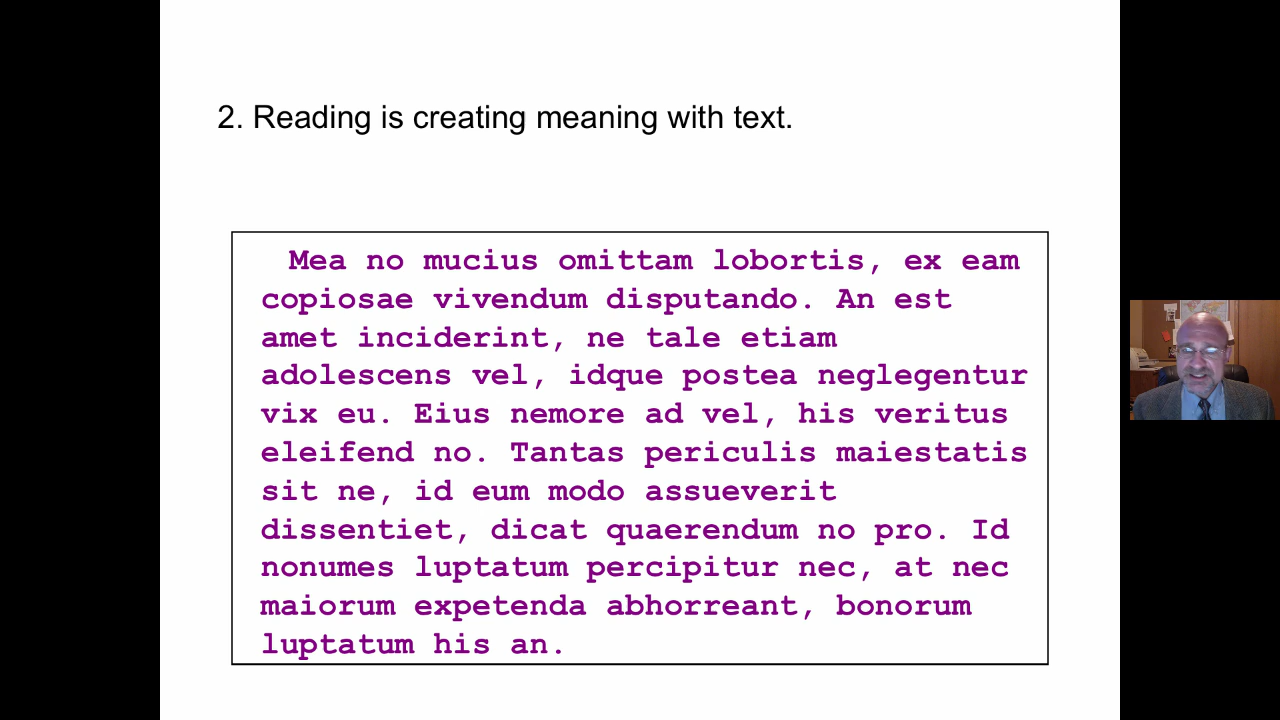 2. Reading is creating meaning with text.
Mea no mucius omittam lobortis, ex eam
copiosae vivendum disputando. An est
amet inciderint, ne tale etiam
adolescens vel, idque postea neglegentur
vix eu. Eius nemore ad vel, his veritus
eleifend no. Tantas periculis maiestatis
sit ne, id eum modo assueverit
dissentiet, dicat quaerendum no pro. Id
nonumes luptatum percipitur nec, at nec
maiorum expetenda abhorreant, bonorum
luptatum his an.